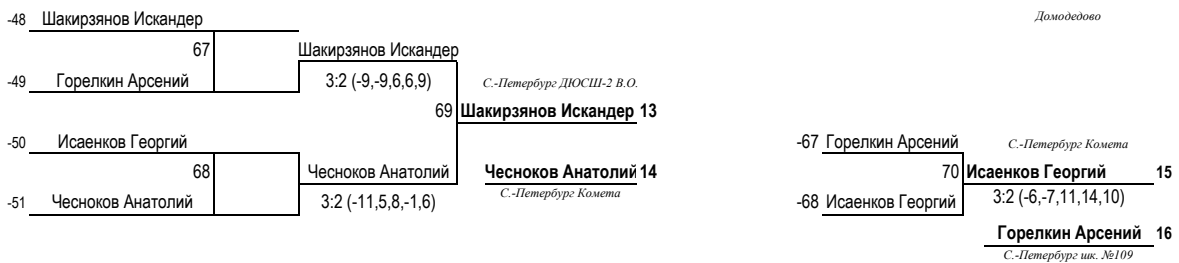 -48 Шакирзянов Искандер
Домодедово
67 Шакирзянов Искандер
-49 Горелкин Арсений 3:2 (-9,-9,6,6,9) С.-Петербург ДЮСШ-2 В.О.
69 Шакирзянов Искандер 13
-50 Исаенков Георгий -67 Горелкин Арсений С.-Петербург Комета
68 Чесноков Анатолий Чесноков Анатолий 14 70 Исаенков Георгий 15
-51 Чесноков Анатолий 3:2 (-11,5,8,-1,6) С.-Петербург Комета -68 Исаенков Георгий 3:2 (-6,-7,11,14,10)
Горелкин Арсений 16
С.-Петербург шк. №109